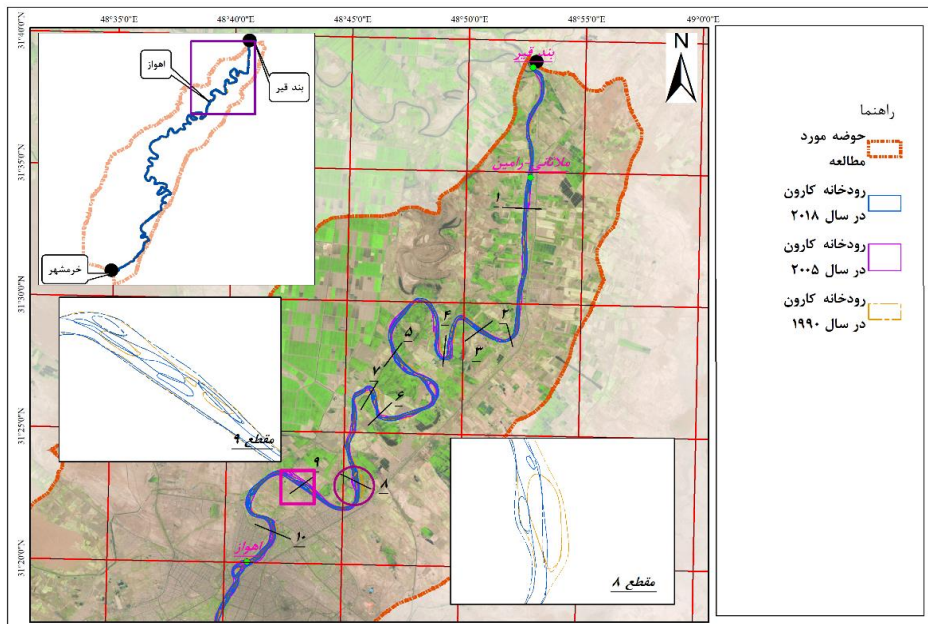 48°35'0"E
48°40'0"E
48°45'0"E
48°50'0"E
48°55'0"E
49°0'0"E
31°40'0"N
31°35'0"N
31°30'0"N
31°25'0"N
31°20'0"N
N
اهواز
بند قیر
خرمشهر
بند قیر
ملاثانی-رامین
۱
۲
۳
۴
۵
۷
۶
۹
۸
۱۰
اهواز
مقطع ۹
مقطع ۸
راهنما
حوضه مورد
مطالعه
رودخانه کارون
در سال ۲۰۱۸
رودخانه کارون
در سال ۲۰۰۵
رودخانه کارون
در سال ۱۹۹۰